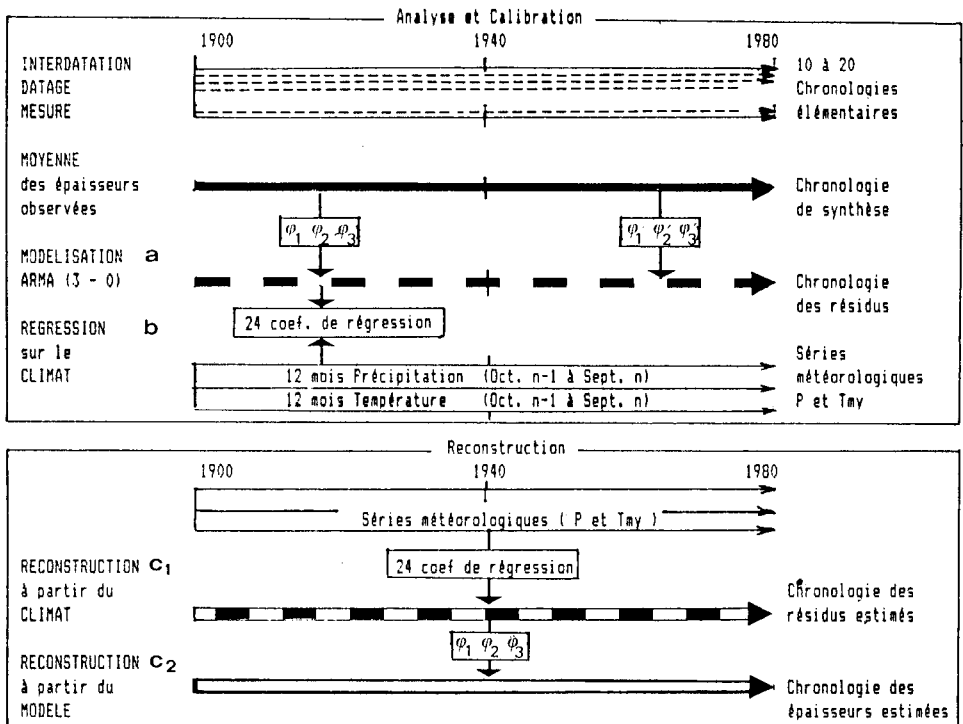 Analyse et Calibration
1900 1940 1980
INTERDATATION 10 à 20
DATAGE Chronologies
MESURE élémentaires
MOYENNE
des épaisseurs Chronologie
observées de synthèse
φ1 φ2 φ3 φ1' φ2' φ3'
MODELISATION a
ARMA (3 - 0) Chronologie
des résidus
24 coef. de régression
REGRESSION b
sur le Séries
CLIMAT météorologiques
12 mois Précipitation (Oct. n-1 à Sept. n)
12 mois Température (Oct. n-1 à Sept. n)
P et Tmy
Reconstruction
1900 1940 1980
Séries météorologiques ( P et Tmy )
24 coef de régression
RECONSTRUCTION C1
à partir du Chronologie des
CLIMAT résidus estimés
φ1 φ2 φ3
RECONSTRUCTION C2
à partir du Chronologie des
MODELE épaisseurs estimées